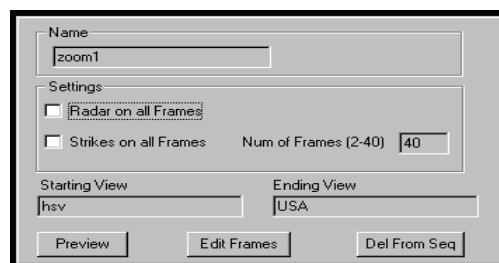 Name
zoom1
Settings
Radar on all Frames
Strikes on all Frames Num of Frames (2-40) 40
Starting View Ending View
hsv USA
Preview Edit Frames Del From Seq